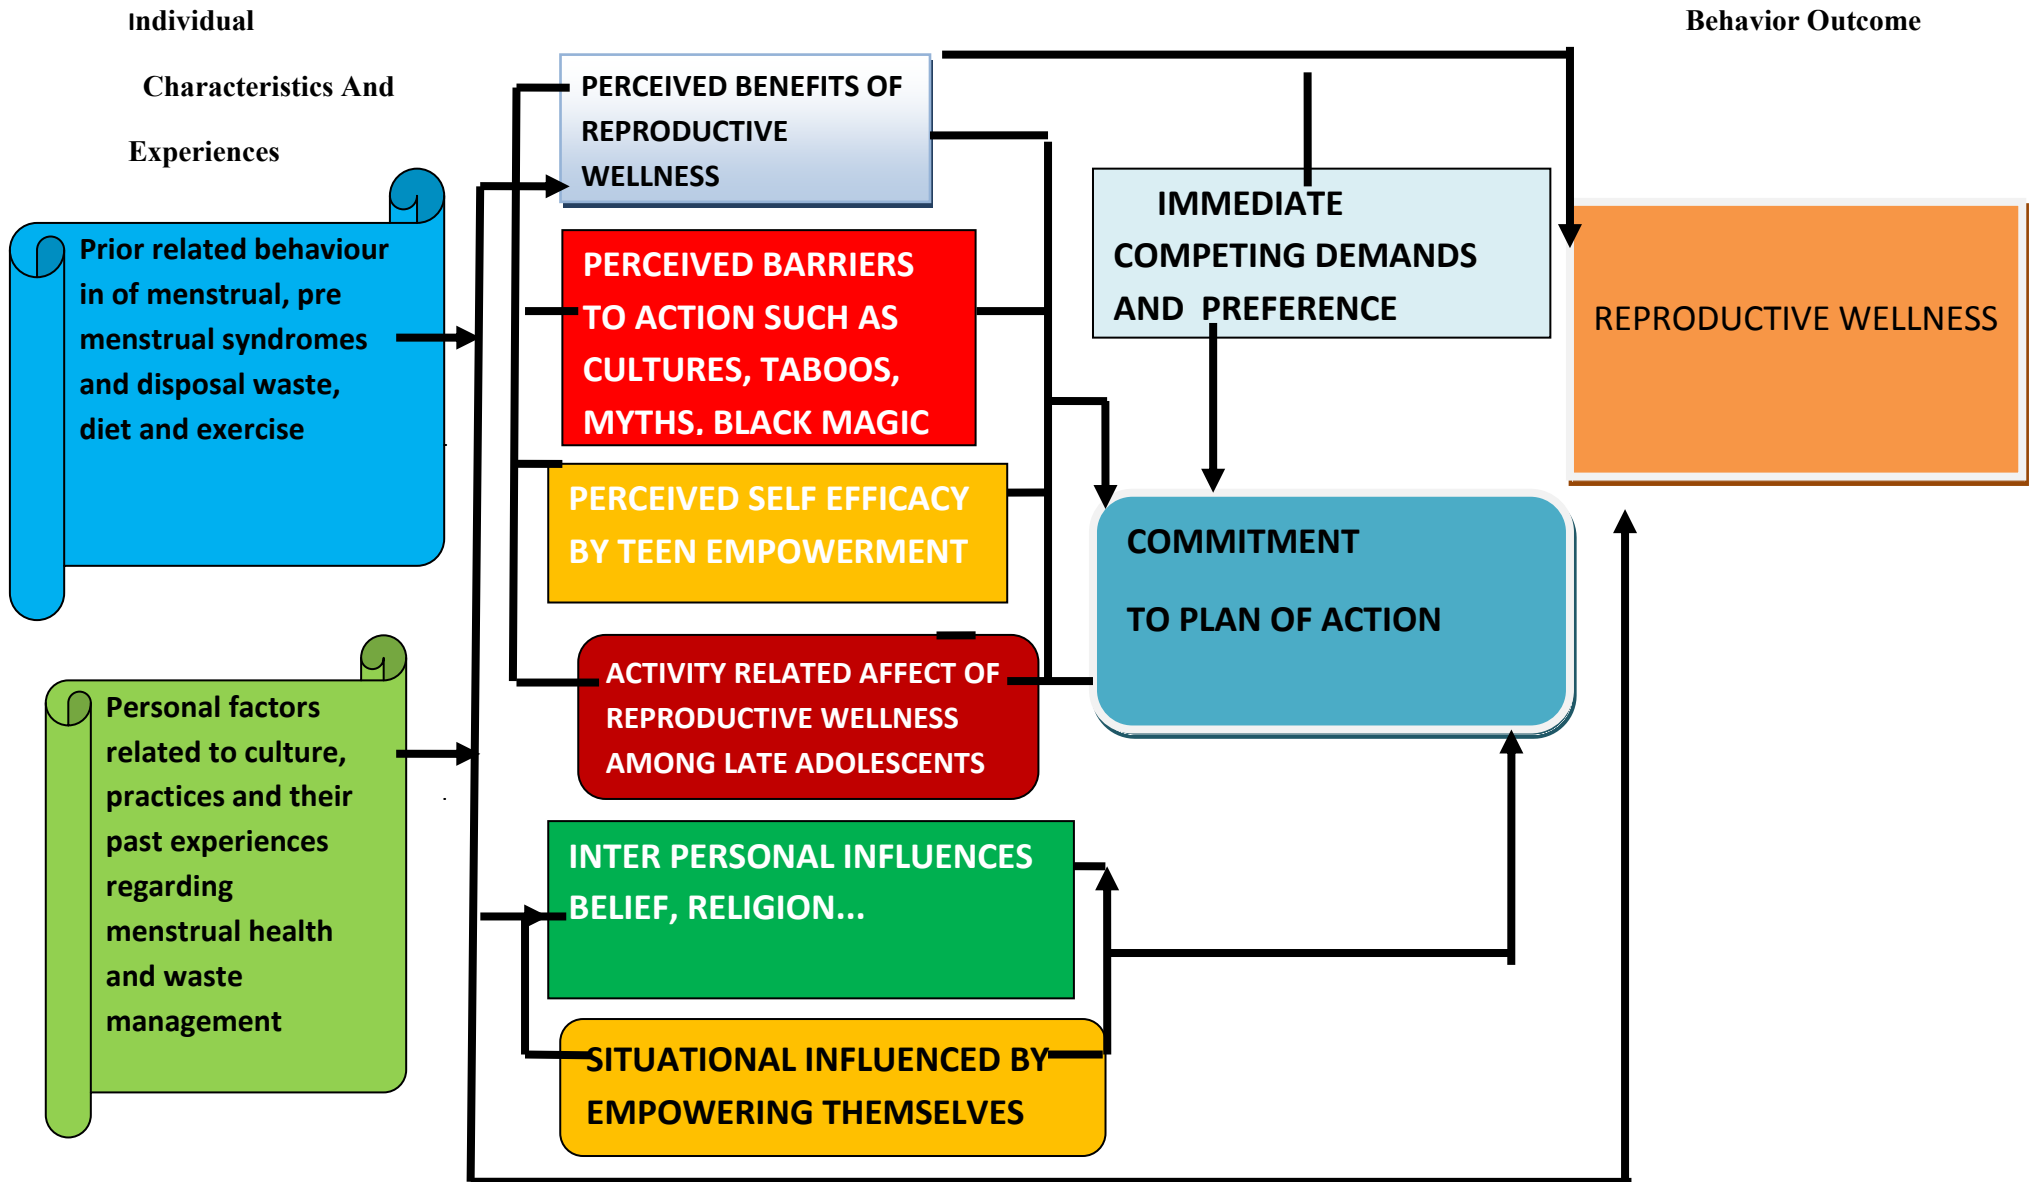 Individual
Characteristics And
Experiences
Behavior Outcome
Prior related behaviour
in of menstrual, pre
menstrual syndromes
and disposal waste,
diet and exercise
Personal factors
related to culture,
practices and their
past experiences
regarding
menstrual health
and waste
management
PERCEIVED BENEFITS OF
REPRODUCTIVE
WELLNESS
PERCEIVED BARRIERS
TO ACTION SUCH AS
CULTURES, TABOOS,
MYTHS. BLACK MAGIC
PERCEIVED SELF EFFICACY
BY TEEN EMPOWERMENT
ACTIVITY RELATED AFFECT OF
REPRODUCTIVE WELLNESS
AMONG LATE ADOLESCENTS
INTER PERSONAL INFLUENCES
BELIEF, RELIGION...
SITUATIONAL INFLUENCED BY
EMPOWERING THEMSELVES
IMMEDIATE
COMPETING DEMANDS
AND PREFERENCE
COMMITMENT
TO PLAN OF ACTION
REPRODUCTIVE WELLNESS